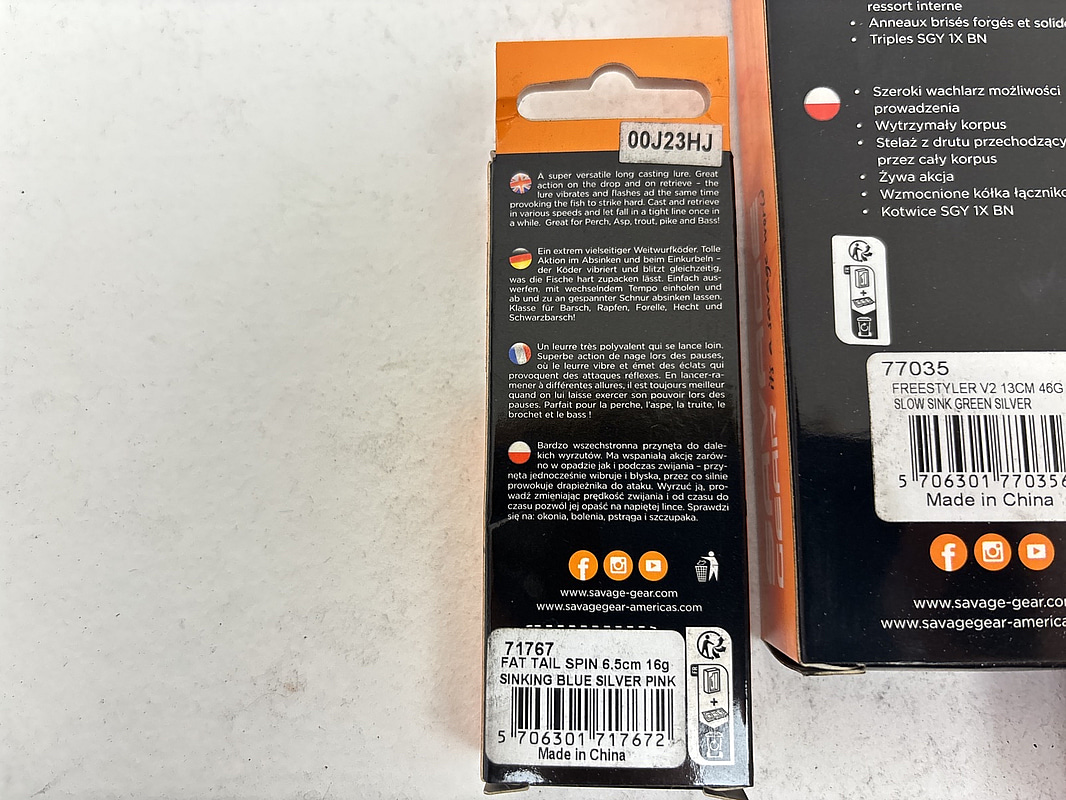 00J23HJ
A super versatile long casting lure. Great
action on the drop and on retrieve – the
lure vibrates and flashes ad the same time
provoking the fish to strike hard. Cast and retrieve
in various speeds and let fall in a tight line once in
a while. Great for Perch, Asp, trout, pike and Bass!
Ein extrem vielseitiger Weitwurfköder. Tolle
Aktion im Absinken und beim Einkurbeln –
der Köder vibriert und blitzt gleichzeitig,
was die Fische hart zupacken lässt. Einfach aus-
werfen, mit wechselndem Tempo einholen und
ab und zu an gespannter Schnur absinken lassen.
Klasse für Barsch, Rapfen, Forelle, Hecht und
Schwarzbarsch!
Un leurre très polyvalent qui se lance loin.
Superbe action de nage lors des pauses,
où le leurre vibre et émet des éclats qui
provoquent des attaques réflexes. En lancer-ra-
mener à différentes allures, il est toujours meilleur
quand on lui laisse exercer son pouvoir lors des
pauses. Parfait pour la perche, l'aspe, la truite, le
brochet et le bass !
Bardzo wszechstronna przynęta do dale-
kich wyrzutów. Ma wspaniałą akcję zarów-
no w opadzie jak i podczas zwijania – przy-
nęta jednocześnie wibruje i błyska, przez co silnie
prowokuje drapieżnika do ataku. Wyrzuć ją, pro-
wadź zmieniając prędkość zwijania i od czasu do
czasu pozwól jej opaść na napiętej lince. Sprawdzi
się na: okonia, bolenia, pstrąga i szczupaka.
www.savage-gear.com
www.savagegear-americas.com
71767
FAT TAIL SPIN 6.5cm 16g
SINKING BLUE SILVER PINK
5 706301 717672
Made in China
ressort interne
• Anneaux brisés forgés et solide
• Triples SGY 1X BN
• Szeroki wachlarz możliwości
prowadzenia
• Wytrzymały korpus
• Stelaż z drutu przechodzący
przez cały korpus
• Żywa akcja
• Wzmocnione kółka łączniko
• Kotwice SGY 1X BN
77035
FREESTYLER V2 13CM 46G
SLOW SINK GREEN SILVER
5 706301 770356
Made in China
www.savage-gear.co
www.savagegear-america